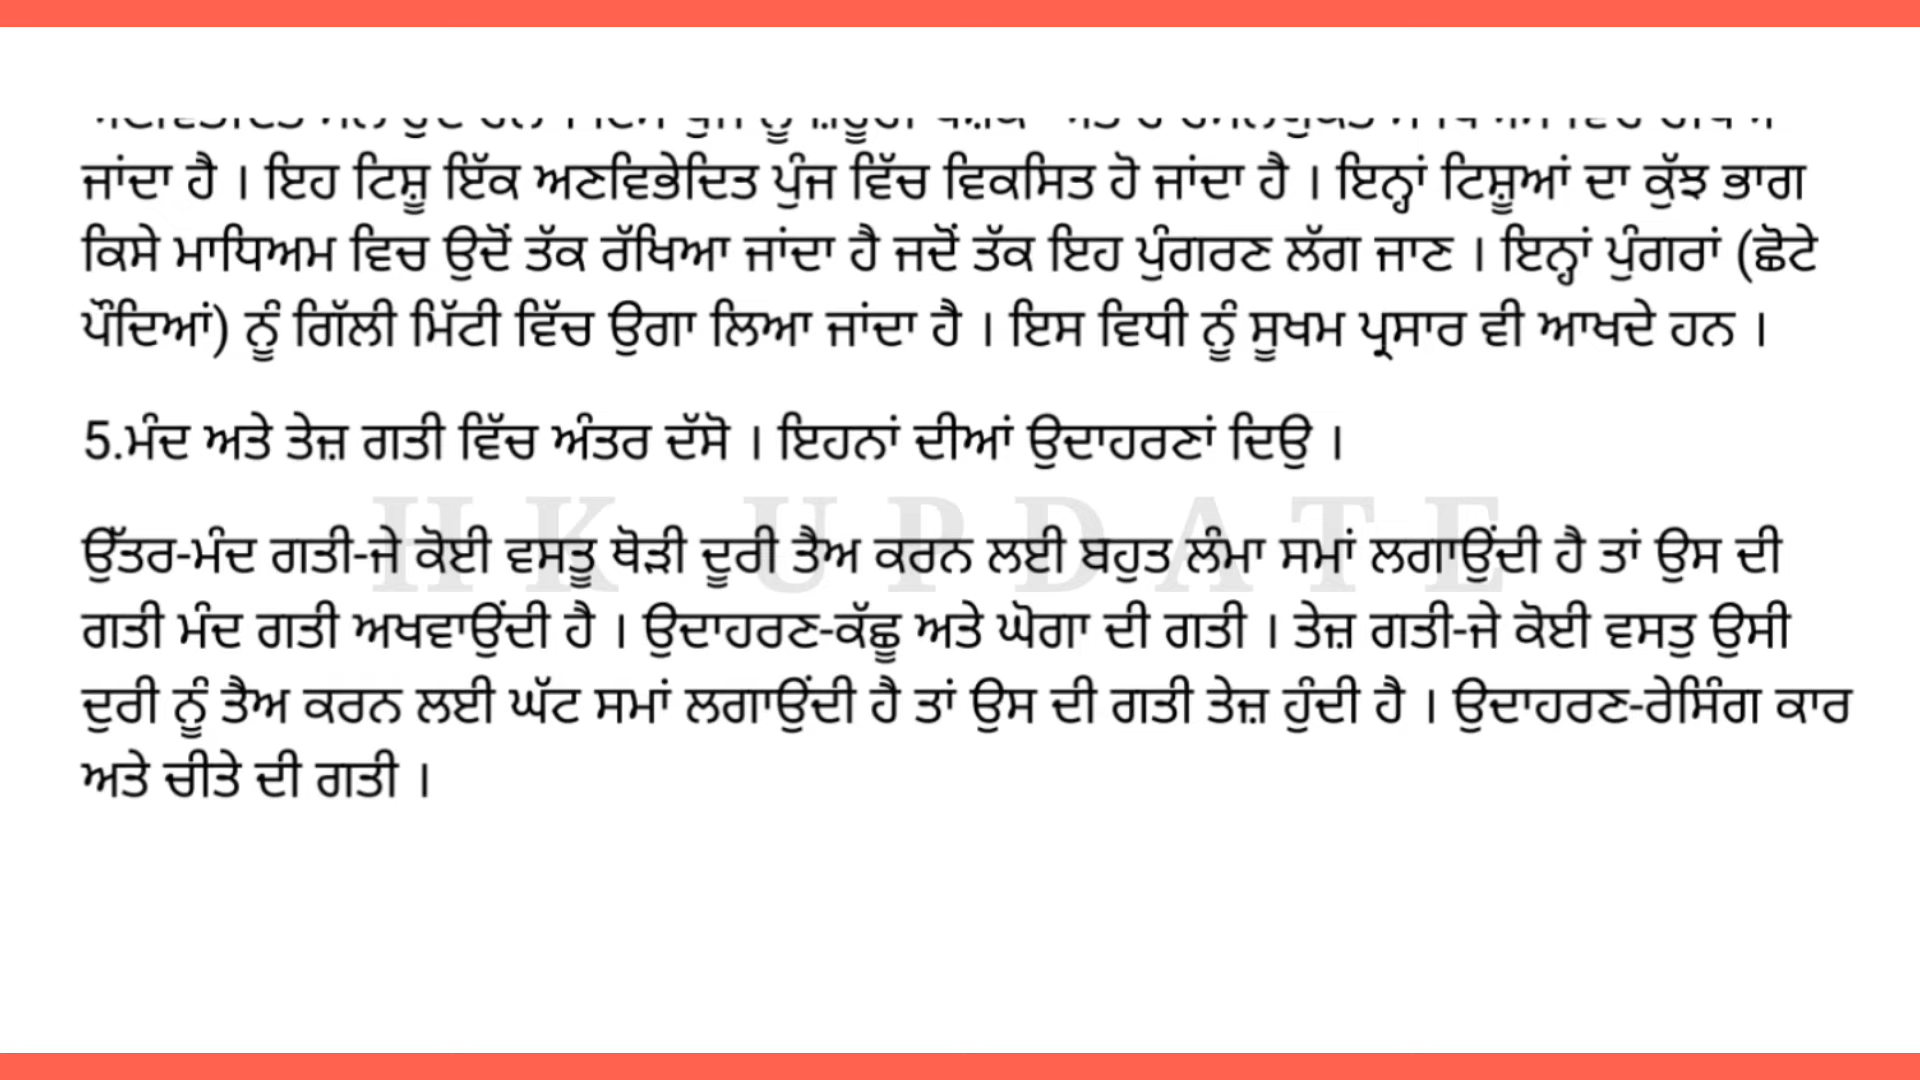 ਜਾਂਦਾ ਹੈ । ਇਹ ਟਿਸ਼ੂ ਇੱਕ ਅਣਵਿਭੇਦਿਤ ਪੁੰਜ ਵਿੱਚ ਵਿਕਸਿਤ ਹੋ ਜਾਂਦਾ ਹੈ । ਇਨ੍ਹਾਂ ਟਿਸ਼ੂਆਂ ਦਾ ਕੁੱਝ ਭਾਗ
ਕਿਸੇ ਮਾਧਿਅਮ ਵਿਚ ਉਦੋਂ ਤੱਕ ਰੱਖਿਆ ਜਾਂਦਾ ਹੈ ਜਦੋਂ ਤੱਕ ਇਹ ਪੁੰਗਰਣ ਲੱਗ ਜਾਣ । ਇਨ੍ਹਾਂ ਪੁੰਗਰਾਂ (ਛੋਟੇ
ਪੌਦਿਆਂ) ਨੂੰ ਗਿੱਲੀ ਮਿੱਟੀ ਵਿੱਚ ਉਗਾ ਲਿਆ ਜਾਂਦਾ ਹੈ । ਇਸ ਵਿਧੀ ਨੂੰ ਸੂਖਮ ਪ੍ਰਸਾਰ ਵੀ ਆਖਦੇ ਹਨ ।
5.ਮੰਦ ਅਤੇ ਤੇਜ਼ ਗਤੀ ਵਿੱਚ ਅੰਤਰ ਦੱਸੋ । ਇਹਨਾਂ ਦੀਆਂ ਉਦਾਹਰਣਾਂ ਦਿਉ ।
HK UPDATE
ਉੱਤਰ-ਮੰਦ ਗਤੀ-ਜੇ ਕੋਈ ਵਸਤੂ ਥੋੜੀ ਦੂਰੀ ਤੈਅ ਕਰਨ ਲਈ ਬਹੁਤ ਲੰਮਾ ਸਮਾਂ ਲਗਾਉਂਦੀ ਹੈ ਤਾਂ ਉਸ ਦੀ
ਗਤੀ ਮੰਦ ਗਤੀ ਅਖਵਾਉਂਦੀ ਹੈ । ਉਦਾਹਰਣ-ਕੱਛੂ ਅਤੇ ਘੋਗਾ ਦੀ ਗਤੀ । ਤੇਜ਼ ਗਤੀ-ਜੇ ਕੋਈ ਵਸਤੁ ਉਸੀ
ਦੁਰੀ ਨੂੰ ਤੈਅ ਕਰਨ ਲਈ ਘੱਟ ਸਮਾਂ ਲਗਾਉਂਦੀ ਹੈ ਤਾਂ ਉਸ ਦੀ ਗਤੀ ਤੇਜ਼ ਹੁੰਦੀ ਹੈ । ਉਦਾਹਰਣ-ਰੇਸਿੰਗ ਕਾਰ
ਅਤੇ ਚੀਤੇ ਦੀ ਗਤੀ ।